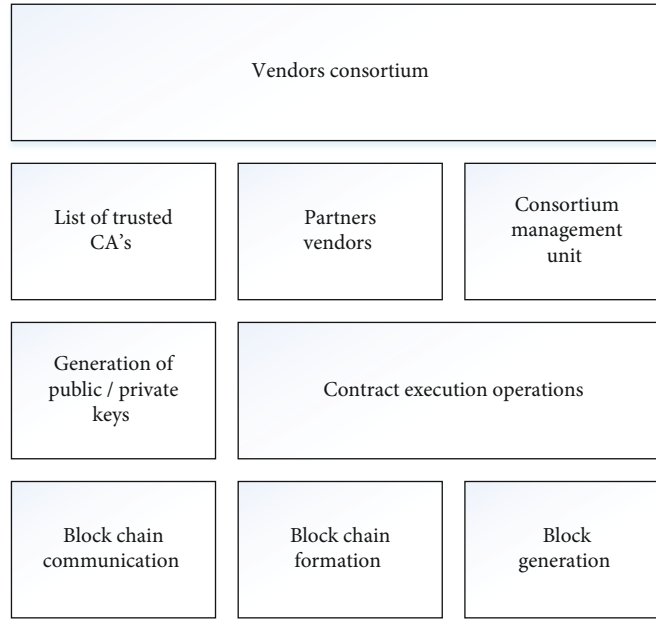 Vendors consortium
List of trusted
CA's
Partners
vendors
Consortium
management
unit
Generation of
public / private
keys
Contract execution operations
Block chain
communication
Block chain
formation
Block
generation